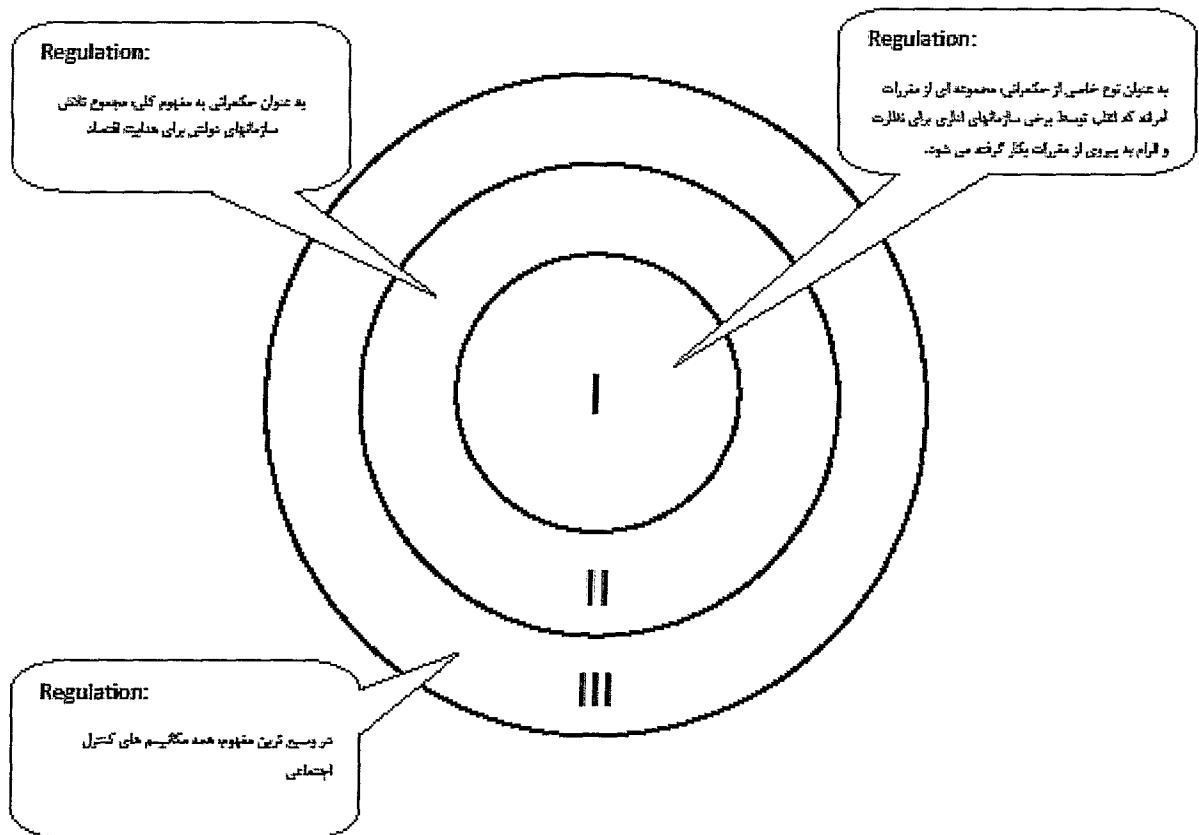 Regulation:
به عنوان حکمرانی به مفهوم کلی، مجموع تلاش
سازمانهای دولتی برای هدایت اقتصاد
Regulation:
به عنوان نوع خاصی از حکمرانی، مجموعه ای از مقررات
آمرانه که اغلب توسط برخی سازمانهای اداری برای نظارت
و الزام به پیروی از مقررات بکار گرفته می شود.
I
II
III
Regulation:
در وسیع ترین مفهوم، همه مکانیسم های کنترل
اجتماعی